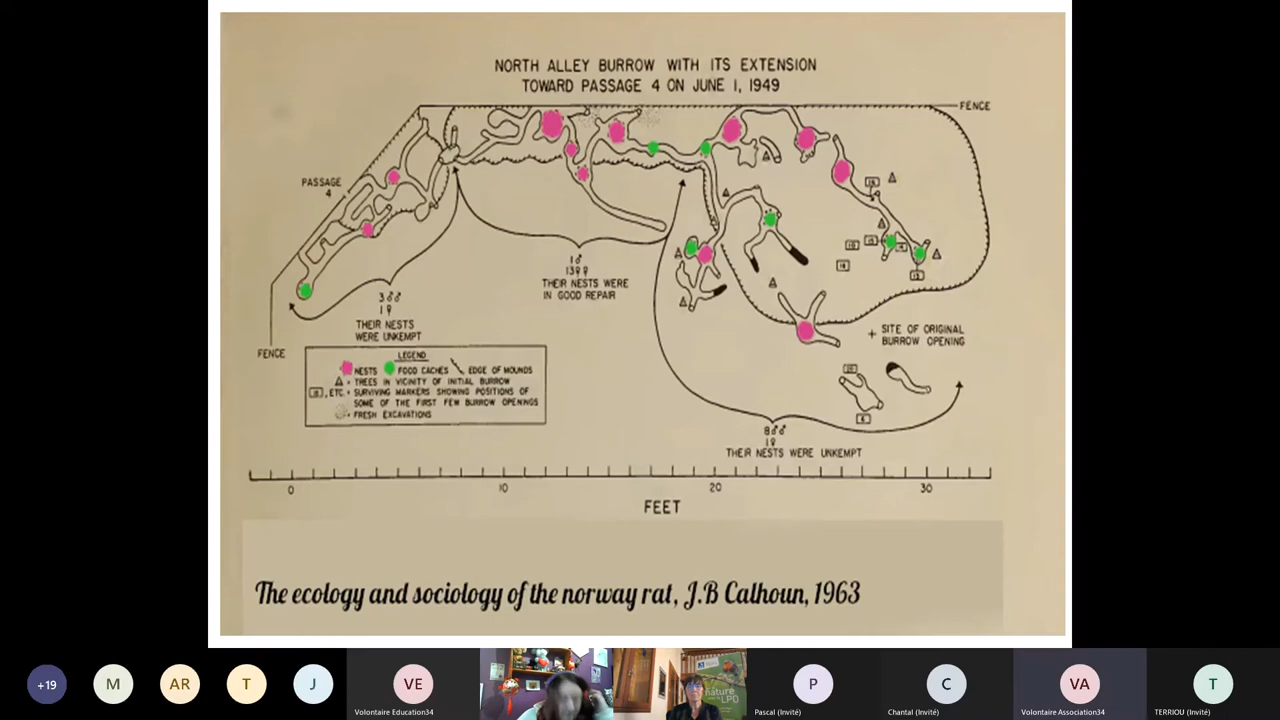 NORTH ALLEY BURROW WITH ITS EXTENSION
TOWARD PASSAGE 4 ON JUNE 1, 1949
FENCE
PASSAGE
4
1♂
13♀♀
THEIR NESTS WERE
IN GOOD REPAIR
3♂♂
1♀
THEIR NESTS
WERE UNKEMPT
FENCE
SITE OF ORIGINAL
BURROW OPENING
LEGEND
NESTS FOOD CACHES EDGE OF MOUNDS
= TREES IN VICINITY OF INITIAL BURROW
, ETC. = SURVIVING MARKERS SHOWING POSITIONS OF
SOME OF THE FIRST FEW BURROW OPENINGS
= FRESH EXCAVATIONS
8♂♂
1♀
THEIR NESTS WERE UNKEMPT
0 10 20 30
FEET
The ecology and sociology of the norway rat, J.B Calhoun, 1963
+19 M AR T J VE P C VA T
nature
LPO
Volontaire Education34 Pascal (Invité) Chantal (Invité) Volontaire Association34 TERRIOU (Invité)